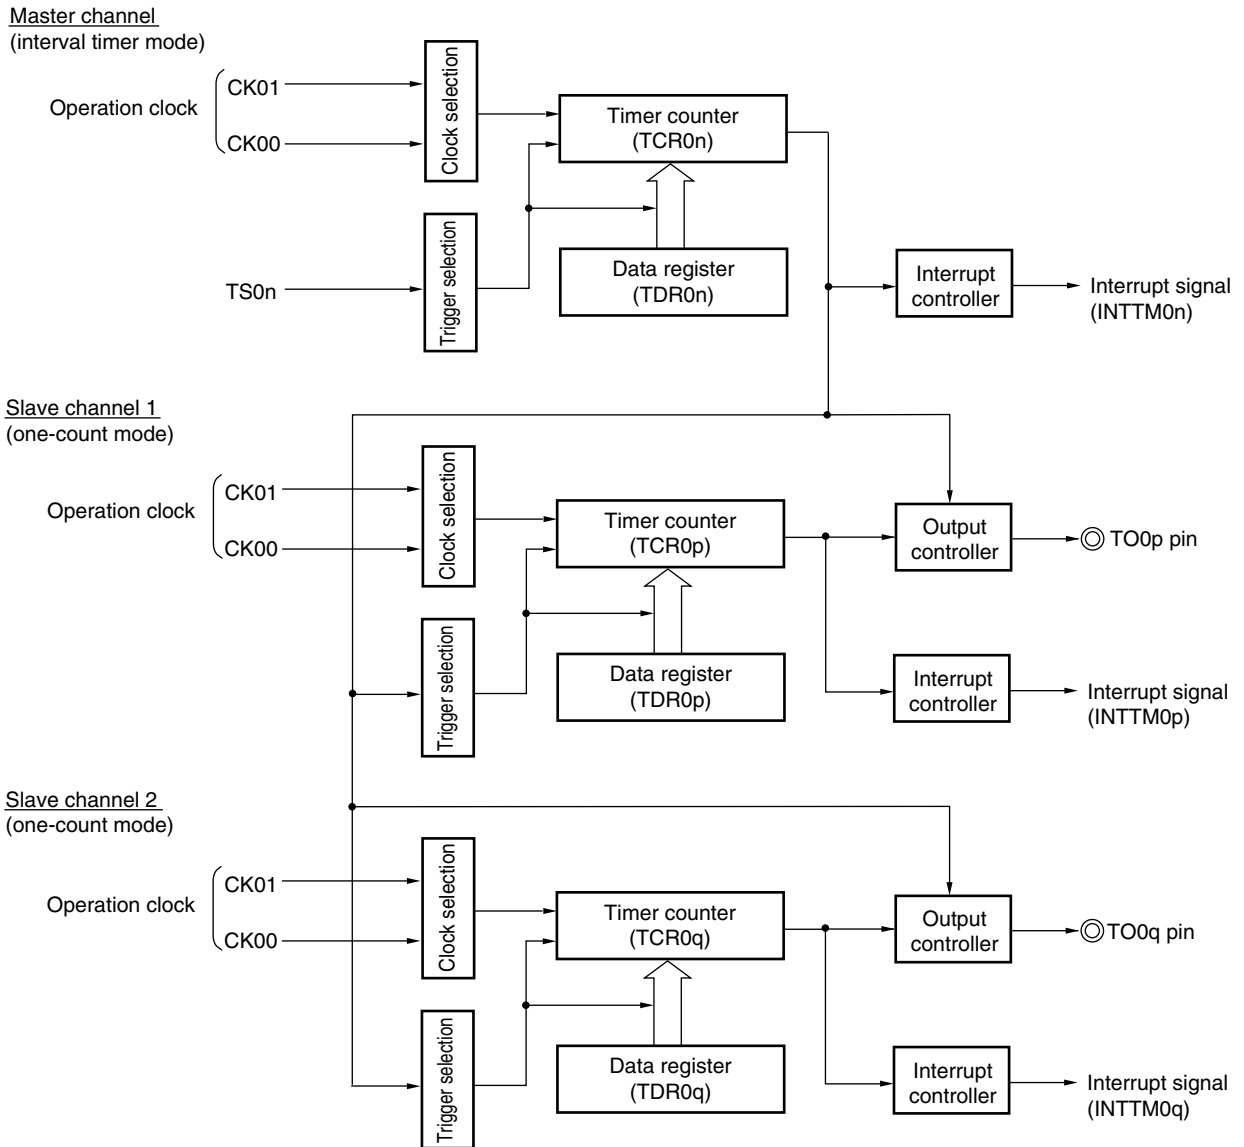 Master channel
(interval timer mode)
Operation clock
CK01
CK00
Clock selection
Timer counter
(TCR0n)
TS0n
Trigger selection
Data register
(TDR0n)
Interrupt
controller
Interrupt signal
(INTTM0n)
Slave channel 1
(one-count mode)
Operation clock
CK01
CK00
Clock selection
Timer counter
(TCR0p)
Output
controller
TO0p pin
Trigger selection
Data register
(TDR0p)
Interrupt
controller
Interrupt signal
(INTTM0p)
Slave channel 2
(one-count mode)
Operation clock
CK01
CK00
Clock selection
Timer counter
(TCR0q)
Output
controller
TO0q pin
Trigger selection
Data register
(TDR0q)
Interrupt
controller
Interrupt signal
(INTTM0q)